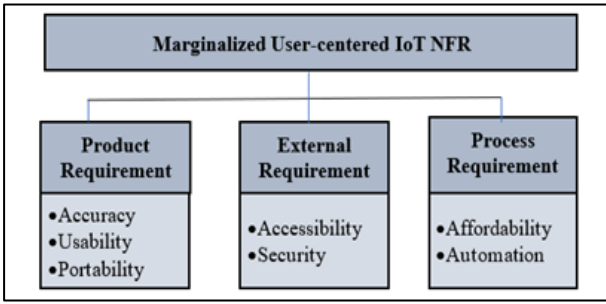 Marginalized User-centered IoT NFR
Product
Requirement
•Accuracy
•Usability
•Portability
External
Requirement
•Accessibility
•Security
Process
Requirement
•Affordability
•Automation